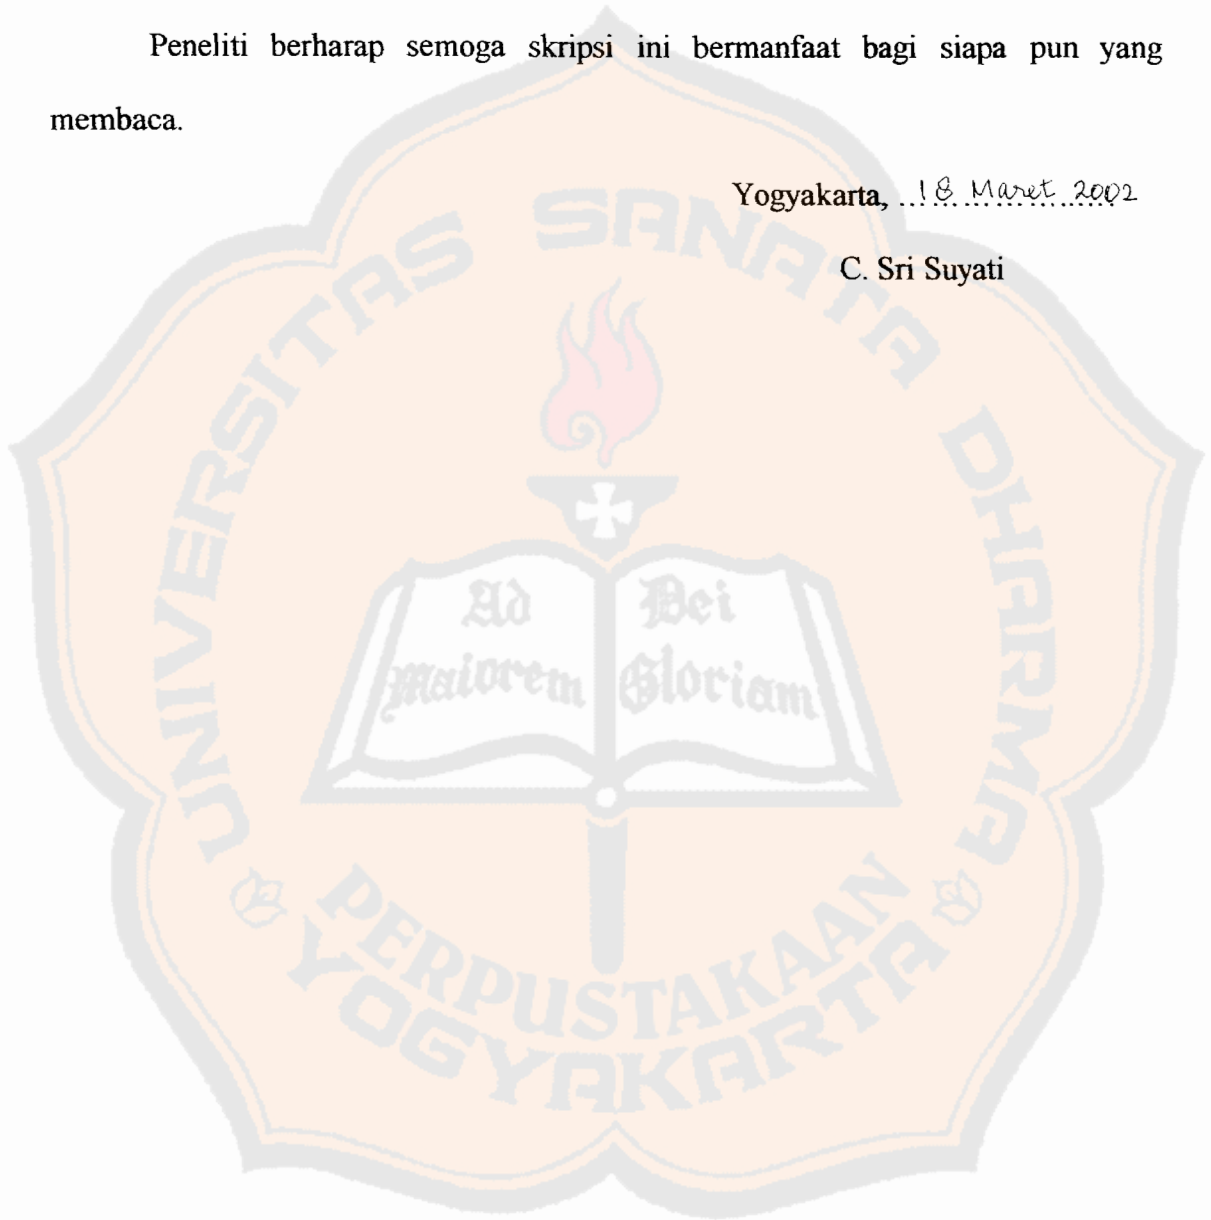 Peneliti berharap semoga skripsi ini bermanfaat bagi siapa pun yang
membaca.
Yogyakarta, ...18 Maret 2002
C. Sri Suyati
UNIVERSITAS SANATA DHARMA
Ad Dei
maiorem Gloriam
PERPUSTAKAAN
YOGYAKARTA